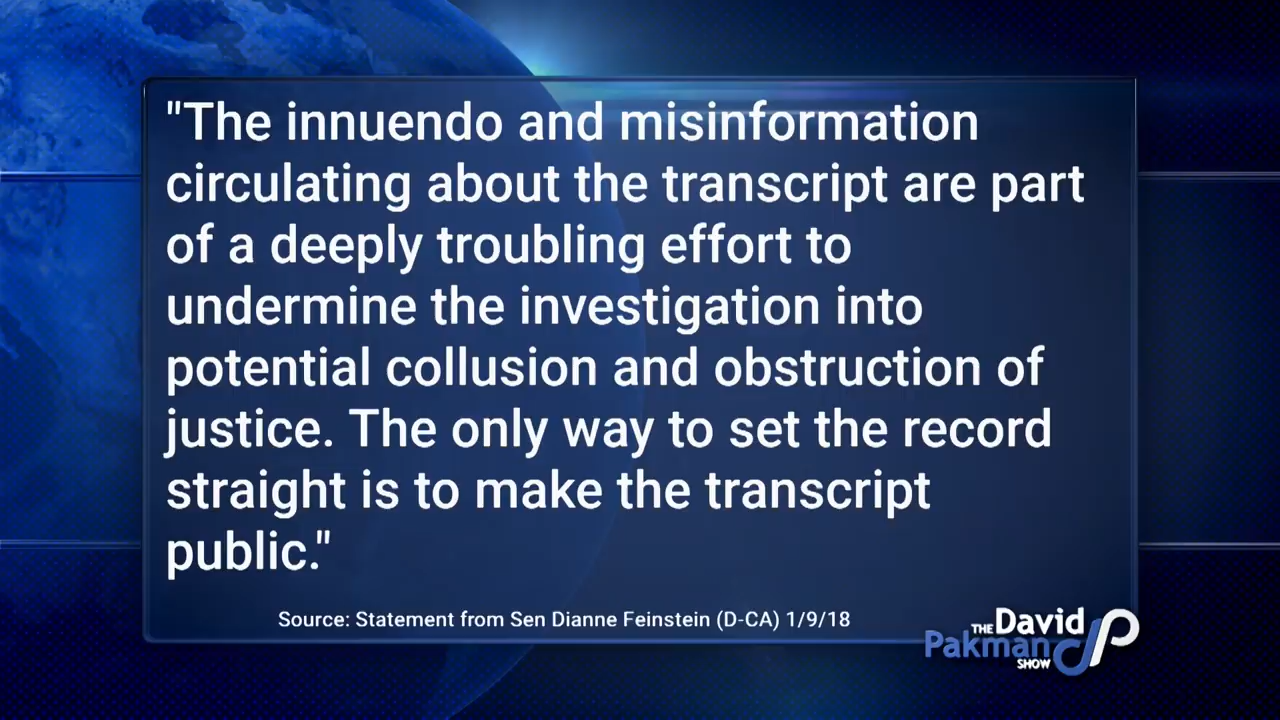 "The innuendo and misinformation
circulating about the transcript are part
of a deeply troubling effort to
undermine the investigation into
potential collusion and obstruction of
justice. The only way to set the record
straight is to make the transcript
public."
Source: Statement from Sen Dianne Feinstein (D-CA) 1/9/18
THE David
Pakman
SHOW